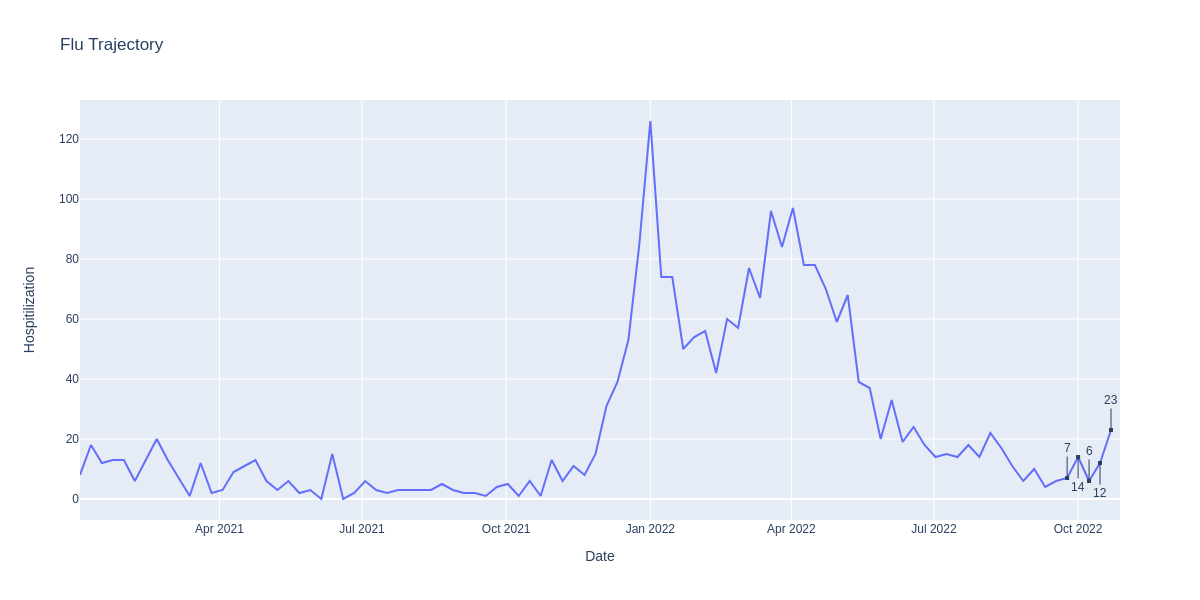 Flu Trajectory
120
100
80
60
40
20
0
Hospitilization
23
7
6
14
12
Apr 2021
Jul 2021
Oct 2021
Jan 2022
Apr 2022
Jul 2022
Oct 2022
Date